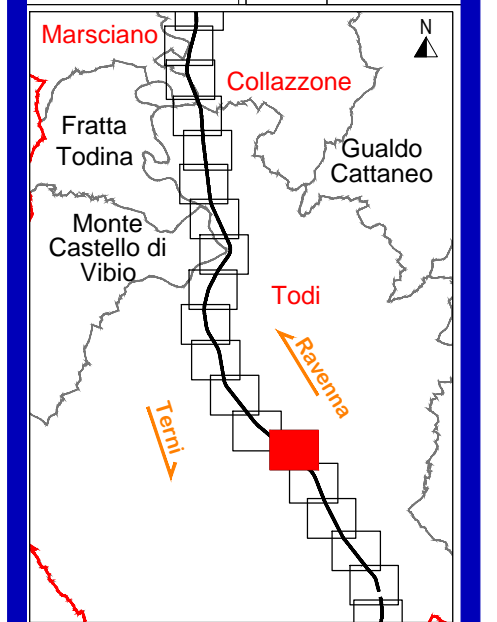 Marsciano
N
Collazzone
Fratta
Todina
Gualdo
Cattaneo
Monte
Castello di
Vibio
Todi
Ravenna
Terni